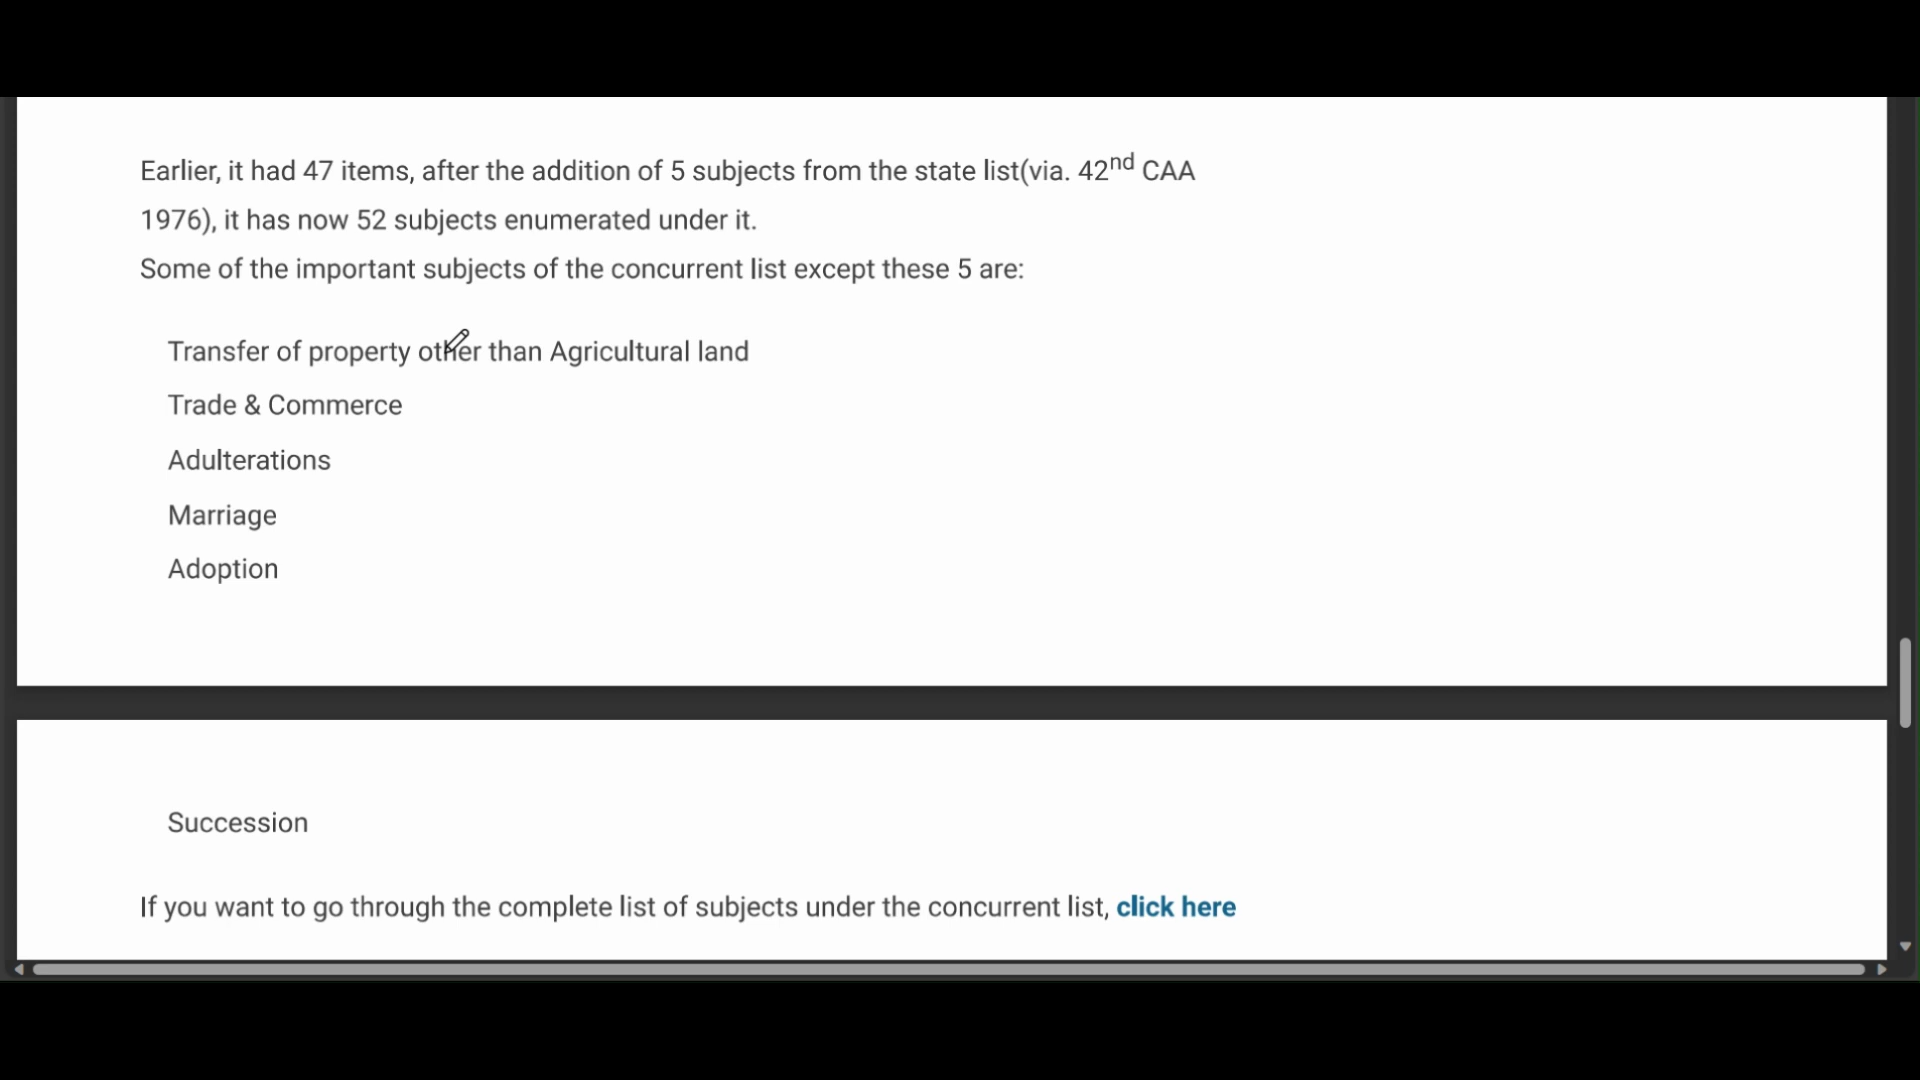 Earlier, it had 47 items, after the addition of 5 subjects from the state list(via. 42nd CAA
1976), it has now 52 subjects enumerated under it.
Some of the important subjects of the concurrent list except these 5 are:
Transfer of property other than Agricultural land
Trade & Commerce
Adulterations
Marriage
Adoption
Succession
If you want to go through the complete list of subjects under the concurrent list, click here